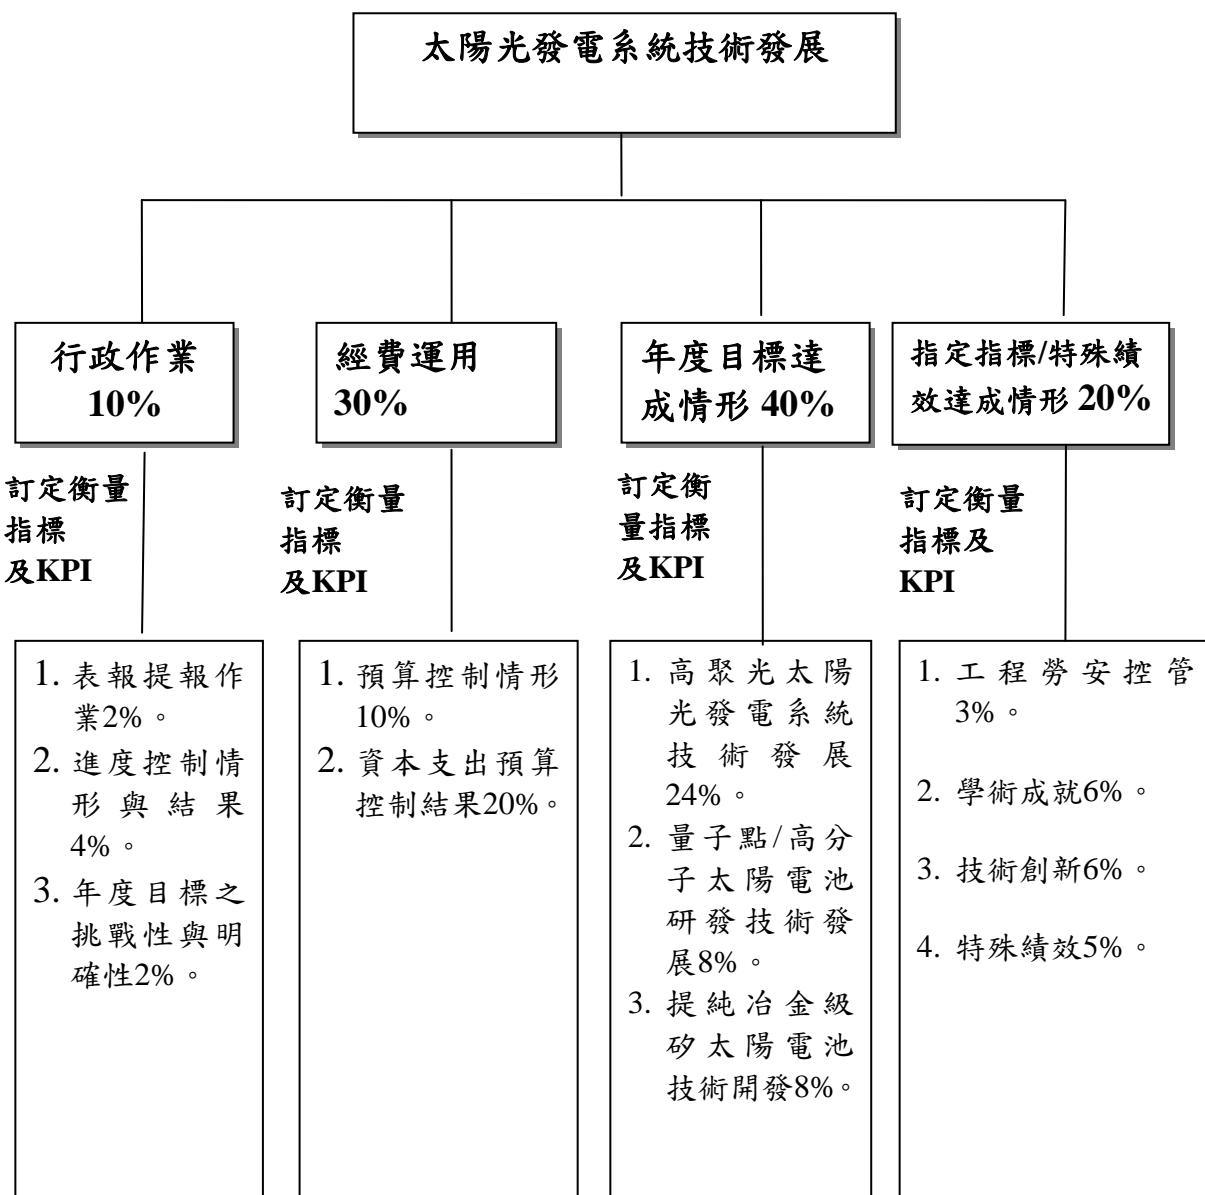 太陽光發電系統技術發展
行政作業
10%
經費運用
30%
年度目標達
成情形 40%
指定指標/特殊績
效達成情形 20%
訂定衡量
指標
及KPI
訂定衡量
指標
及KPI
訂定衡
量指標
及KPI
訂定衡量
指標及
KPI
1. 表報提報作
業2%。
2. 進度控制情
形與結果
4%。
3. 年度目標之
挑戰性與明
確性2%。
1. 預算控制情形
10%。
2. 資本支出預算
控制結果20%。
1. 高聚光太陽
光發電系統
技術發展
24%。
2. 量子點/高分
子太陽電池
研發技術發
展8%。
3. 提純冶金級
矽太陽電池
技術開發8%。
1. 工程勞安控管
3%。
2. 學術成就6%。
3. 技術創新6%。
4. 特殊績效5%。